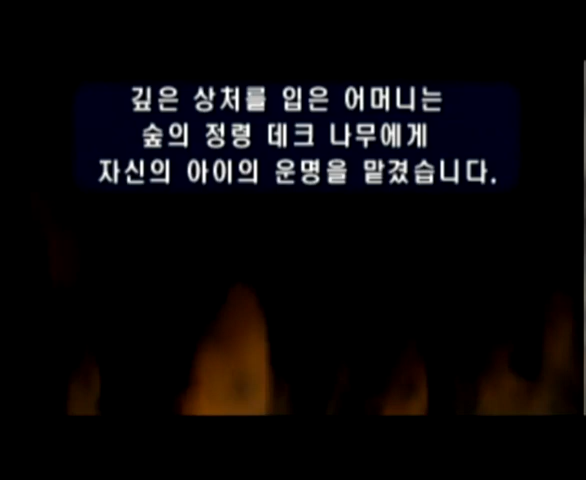 깊은 상처를 입은 어머니는
숲의 정령 데크 나무에게
자신의 아이의 운명을 맡겼습니다.